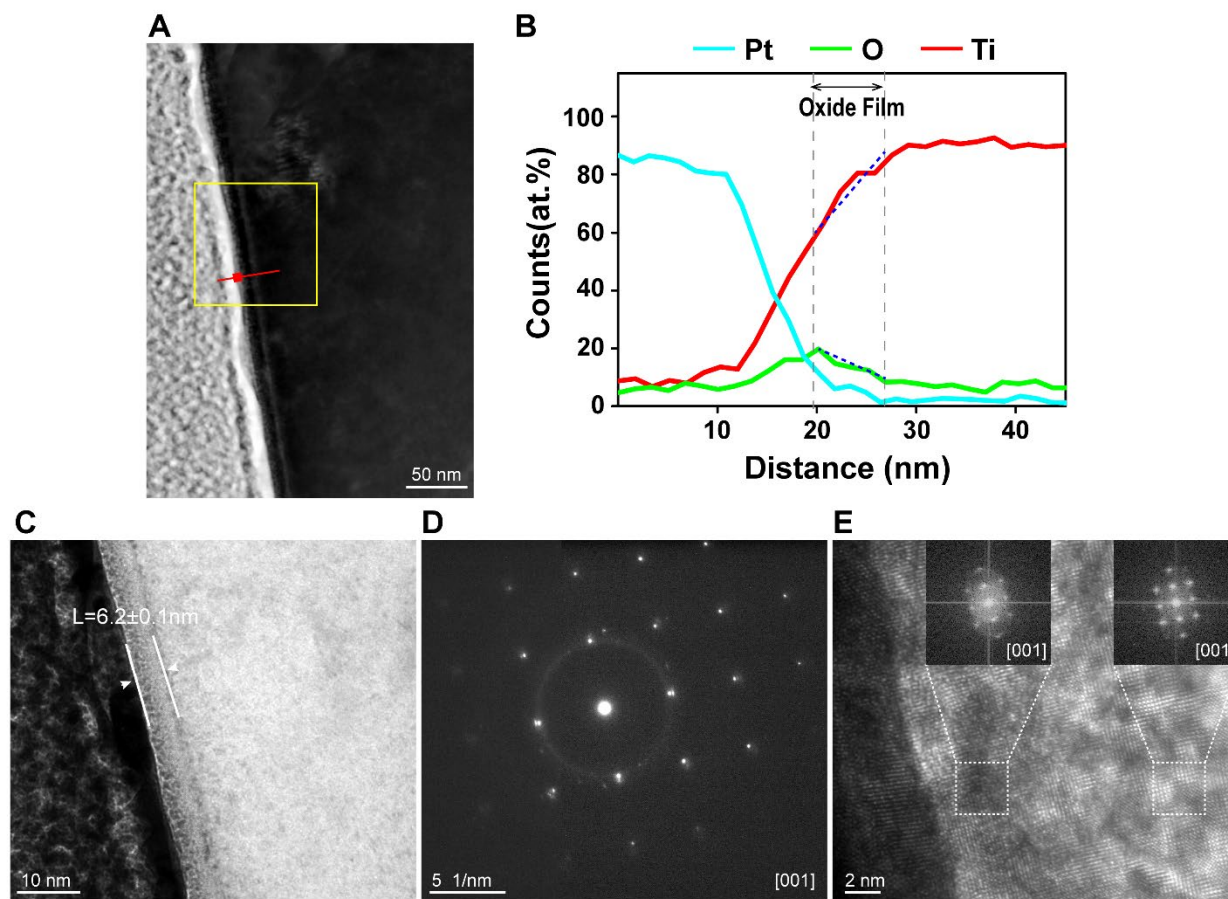 A
50 nm
B
Pt O Ti
Oxide Film
Counts(at.%)
100
80
60
40
20
0
10 20 30 40
Distance (nm)
C
L=6.2±0.1nm
10 nm
D
5 1/nm
[001]
E
[001]
[001
2 nm